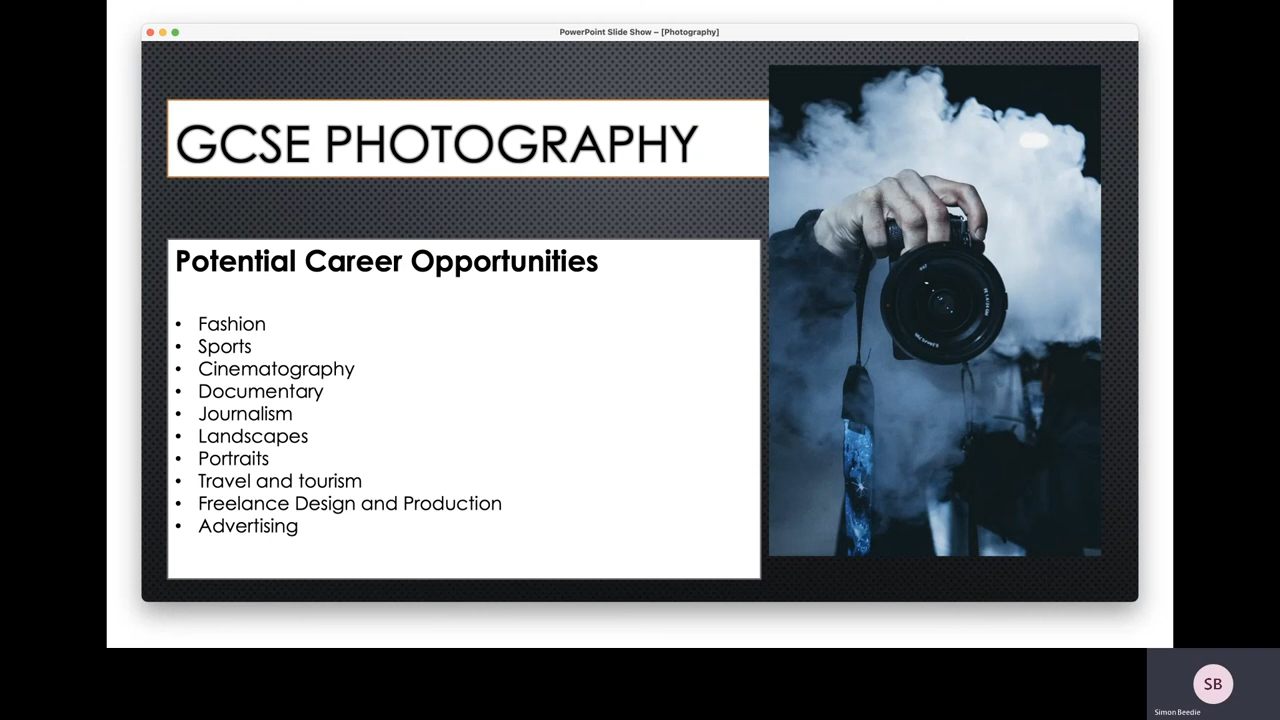 PowerPoint Slide Show – [Photography]
GCSE PHOTOGRAPHY
Potential Career Opportunities
• Fashion
• Sports
• Cinematography
• Documentary
• Journalism
• Landscapes
• Portraits
• Travel and tourism
• Freelance Design and Production
• Advertising
SB
Simon Beedie